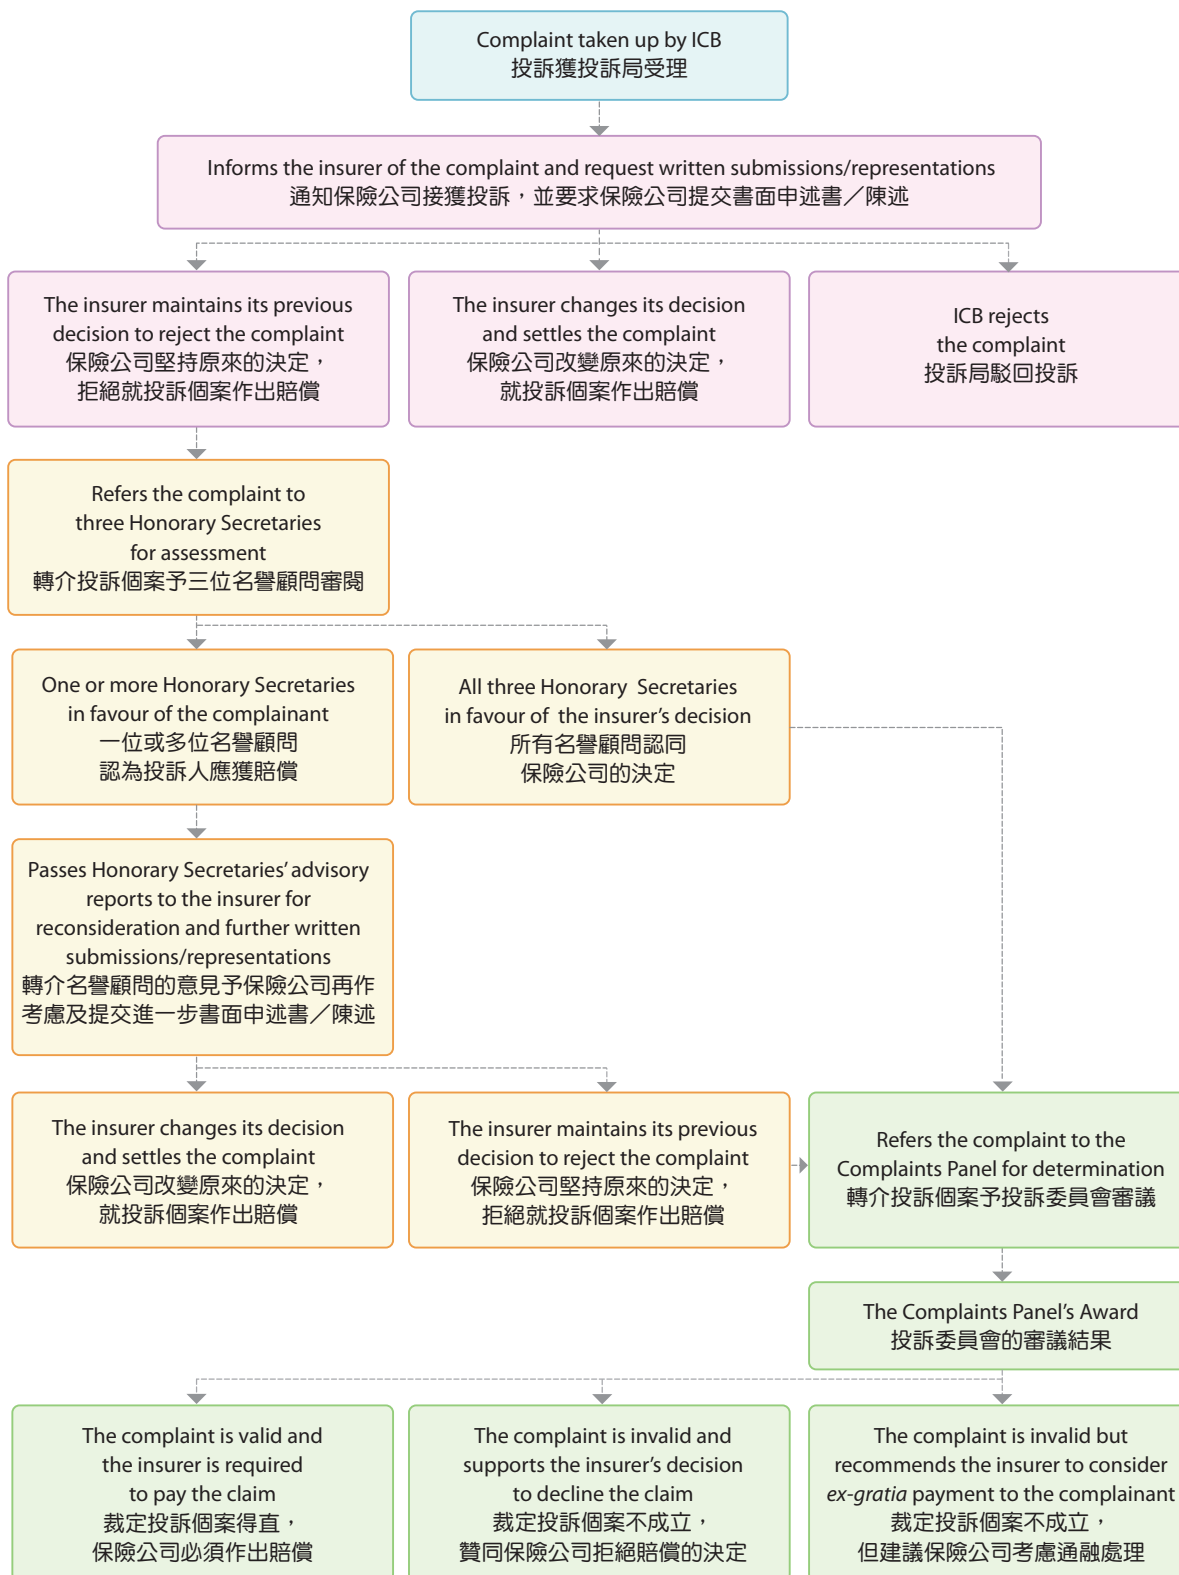 Complaint taken up by ICB
投訴獲投訴局受理
Informs the insurer of the complaint and request written submissions/representations
通知保險公司接獲投訴，並要求保險公司提交書面申述書／陳述
The insurer maintains its previous
decision to reject the complaint
保險公司堅持原來的決定，
拒絕就投訴個案作出賠償
The insurer changes its decision
and settles the complaint
保險公司改變原來的決定，
就投訴個案作出賠償
ICB rejects
the complaint
投訴局駁回投訴
Refers the complaint to
three Honorary Secretaries
for assessment
轉介投訴個案予三位名譽顧問審閱
One or more Honorary Secretaries
in favour of the complainant
一位或多位名譽顧問
認為投訴人應獲賠償
All three Honorary Secretaries
in favour of the insurer’s decision
所有名譽顧問認同
保險公司的決定
Passes Honorary Secretaries’ advisory
reports to the insurer for
reconsideration and further written
submissions/representations
轉介名譽顧問的意見予保險公司再作
考慮及提交進一步書面申述書／陳述
The insurer changes its decision
and settles the complaint
保險公司改變原來的決定，
就投訴個案作出賠償
The insurer maintains its previous
decision to reject the complaint
保險公司堅持原來的決定，
拒絕就投訴個案作出賠償
Refers the complaint to the
Complaints Panel for determination
轉介投訴個案予投訴委員會審議
The Complaints Panel’s Award
投訴委員會的審議結果
The complaint is valid and
the insurer is required
to pay the claim
裁定投訴個案得直，
保險公司必須作出賠償
The complaint is invalid and
supports the insurer’s decision
to decline the claim
裁定投訴個案不成立，
贊同保險公司拒絕賠償的決定
The complaint is invalid but
recommends the insurer to consider
ex-gratia payment to the complainant
裁定投訴個案不成立，
但建議保險公司考慮通融處理